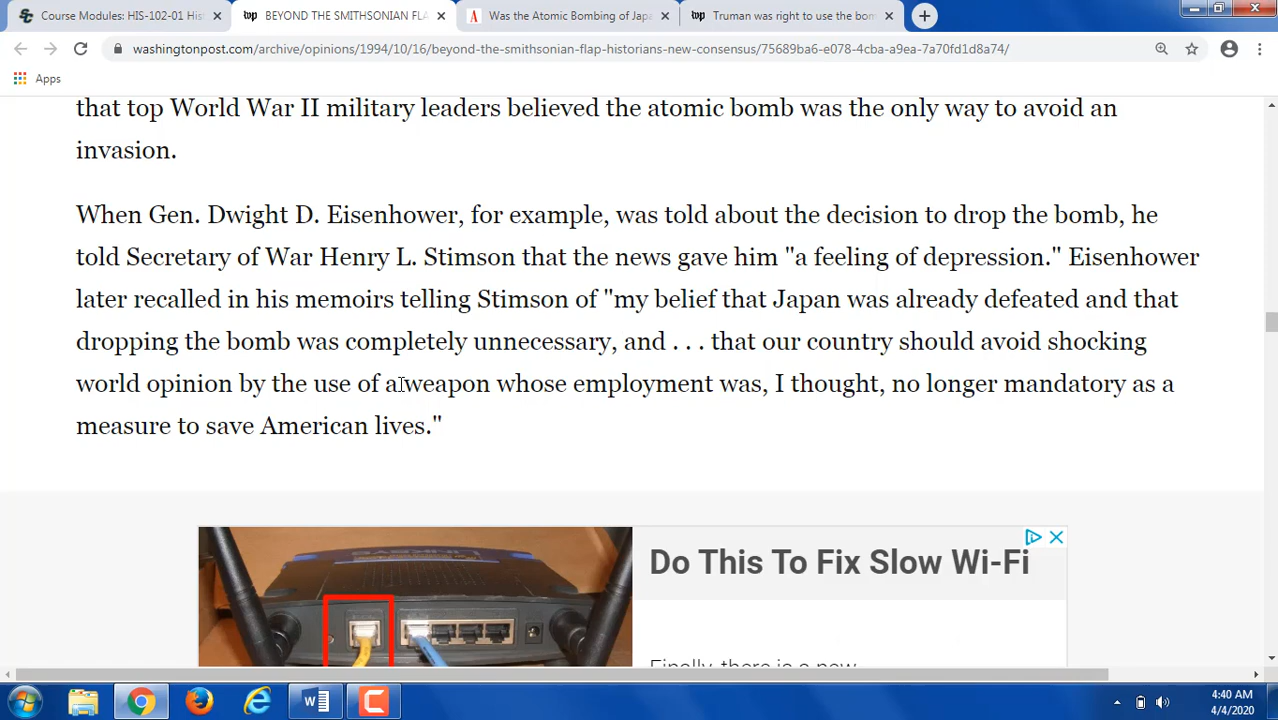 Course Modules: HIS-102-01 His
BEYOND THE SMITHSONIAN FLA
Was the Atomic Bombing of Jap
Truman was right to use the bom
washingtonpost.com/archive/opinions/1994/10/16/beyond-the-smithsonian-flap-historians-new-consensus/75689ba6-e078-4cba-a9ea-7a70fd1d8a74/
Apps
that top World War II military leaders believed the atomic bomb was the only way to avoid an
invasion.
When Gen. Dwight D. Eisenhower, for example, was told about the decision to drop the bomb, he
told Secretary of War Henry L. Stimson that the news gave him "a feeling of depression." Eisenhower
later recalled in his memoirs telling Stimson of "my belief that Japan was already defeated and that
dropping the bomb was completely unnecessary, and . . . that our country should avoid shocking
world opinion by the use of a weapon whose employment was, I thought, no longer mandatory as a
measure to save American lives."
LINKSYS
Do This To Fix Slow Wi-Fi
Finally, there is a new
4:40 AM
4/4/2020